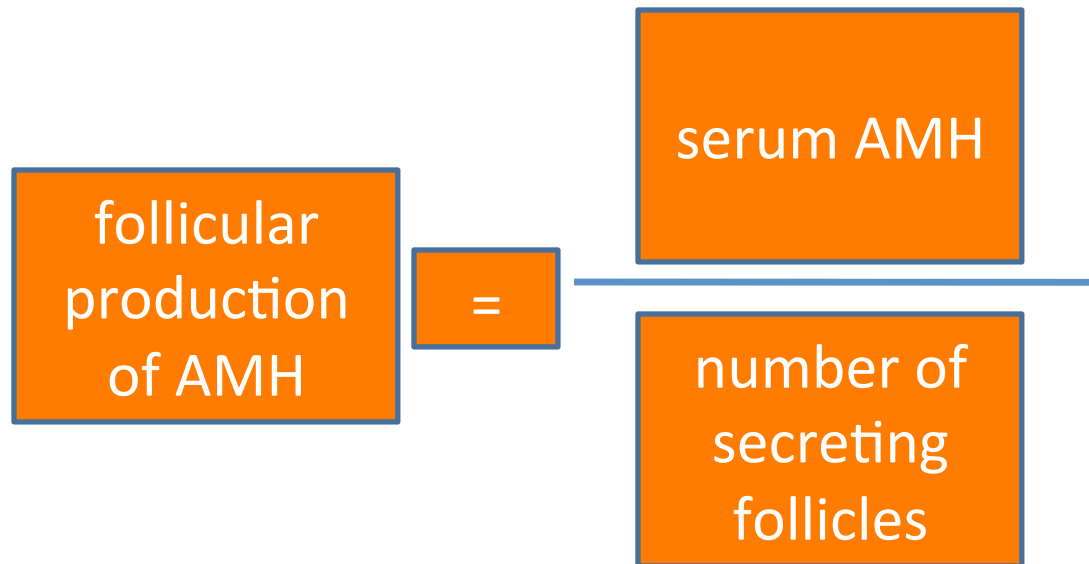 follicular
production
of AMH
=
serum AMH
number of
secreting
follicles